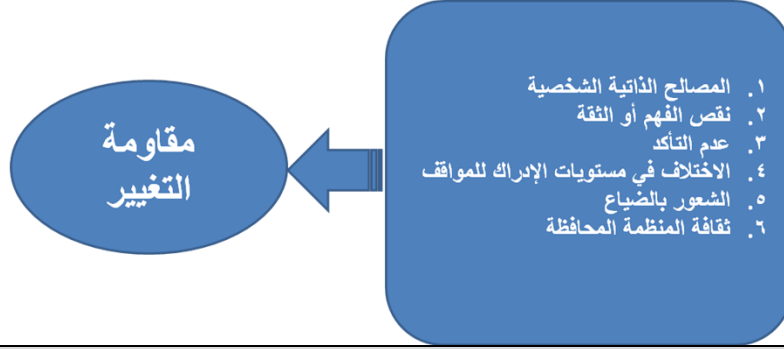 ١. المصالح الذاتية الشخصية
٢. نقص الفهم أو الثقة
٣. عدم التأكد
٤. الاختلاف في مستويات الإدراك للمواقف
٥. الشعور بالضياع
٦. ثقافة المنظمة المحافظة
مقاومة
التغيير